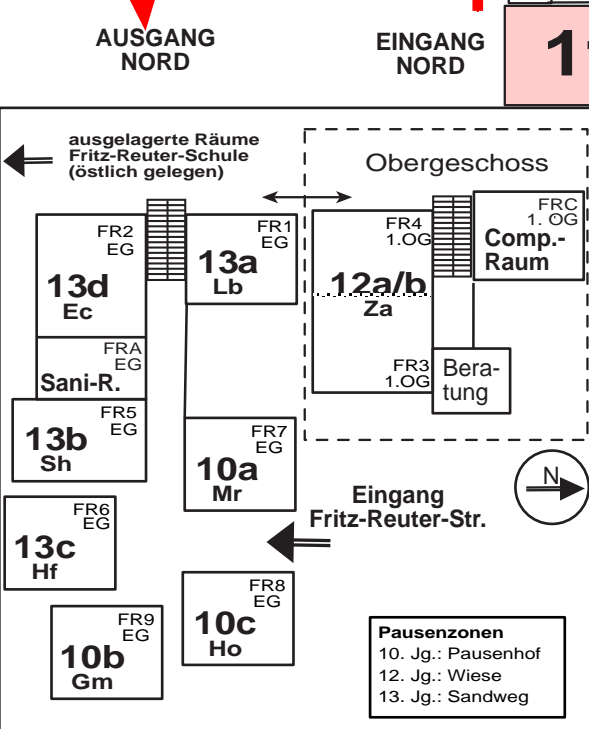 AUSGANG
NORD
EINGANG
NORD
ausgelagerte Räume
Fritz-Reuter-Schule
(östlich gelegen)
Obergeschoss
FR2
EG
13d
Ec
FR1
EG
13a
Lb
FR4
1.OG
12a/b
Za
FR3
1.OG
FRC
1. OG
Comp.-
Raum
Bera-
tung
FRA
EG
Sani-R.
FR5
EG
13b
Sh
FR7
EG
10a
Mr
N
Eingang
Fritz-Reuter-Str.
FR6
EG
13c
Hf
FR8
EG
10c
Ho
FR9
EG
10b
Gm
Pausenzonen
10. Jg.: Pausenhof
12. Jg.: Wiese
13. Jg.: Sandweg